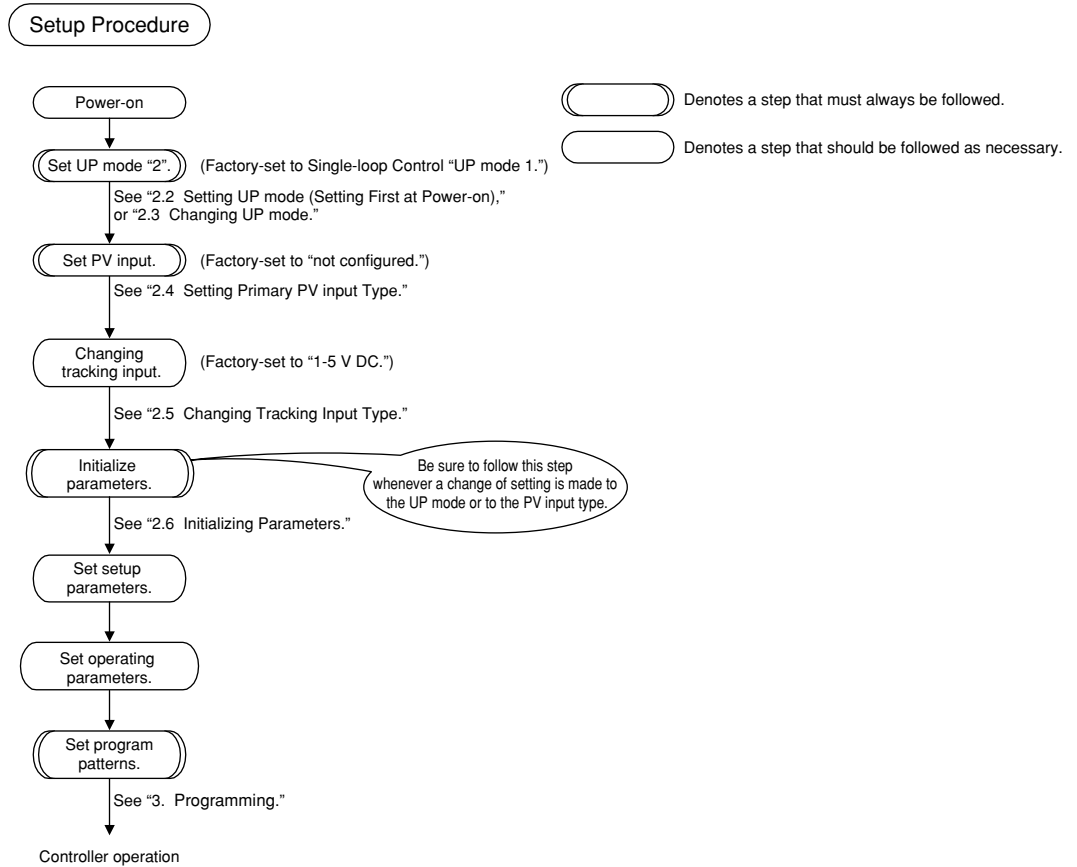 Setup Procedure
Power-on
Denotes a step that must always be followed.
Denotes a step that should be followed as necessary.
Set UP mode “2”.
(Factory-set to Single-loop Control “UP mode 1.”)
See “2.2 Setting UP mode (Setting First at Power-on),”
or “2.3 Changing UP mode.”
Set PV input.
(Factory-set to “not configured.”)
See “2.4 Setting Primary PV input Type.”
Changing
tracking input.
(Factory-set to “1-5 V DC.”)
See “2.5 Changing Tracking Input Type.”
Initialize
parameters.
Be sure to follow this step
whenever a change of setting is made to
the UP mode or to the PV input type.
See “2.6 Initializing Parameters.”
Set setup
parameters.
Set operating
parameters.
Set program
patterns.
See “3. Programming.”
Controller operation